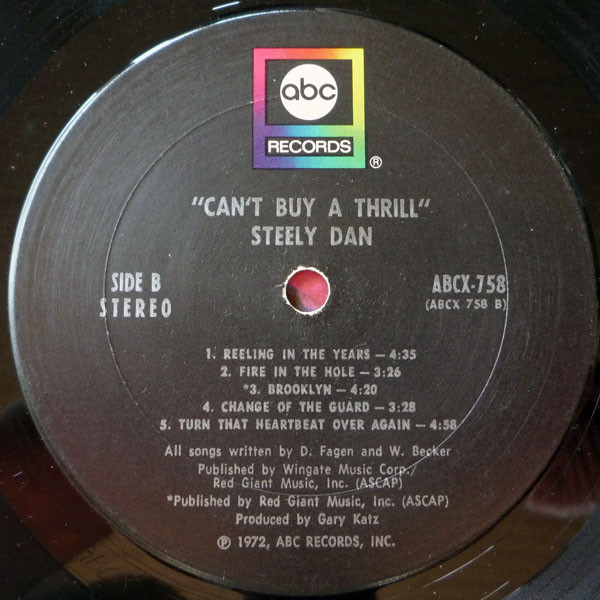 abc
RECORDS
®
"CAN'T BUY A THRILL"
STEELY DAN
SIDE B
STEREO
ABCX-758
(ABCX 758 B)
1. REELING IN THE YEARS — 4:35
2. FIRE IN THE HOLE — 3:26
*3. BROOKLYN — 4:20
4. CHANGE OF THE GUARD — 3:28
5. TURN THAT HEARTBEAT OVER AGAIN — 4:58
All songs written by D. Fagen and W. Becker
Published by Wingate Music Corp./
Red Giant Music, Inc. (ASCAP)
*Published by Red Giant Music, Inc. (ASCAP)
Produced by Gary Katz
℗ 1972, ABC RECORDS, INC.